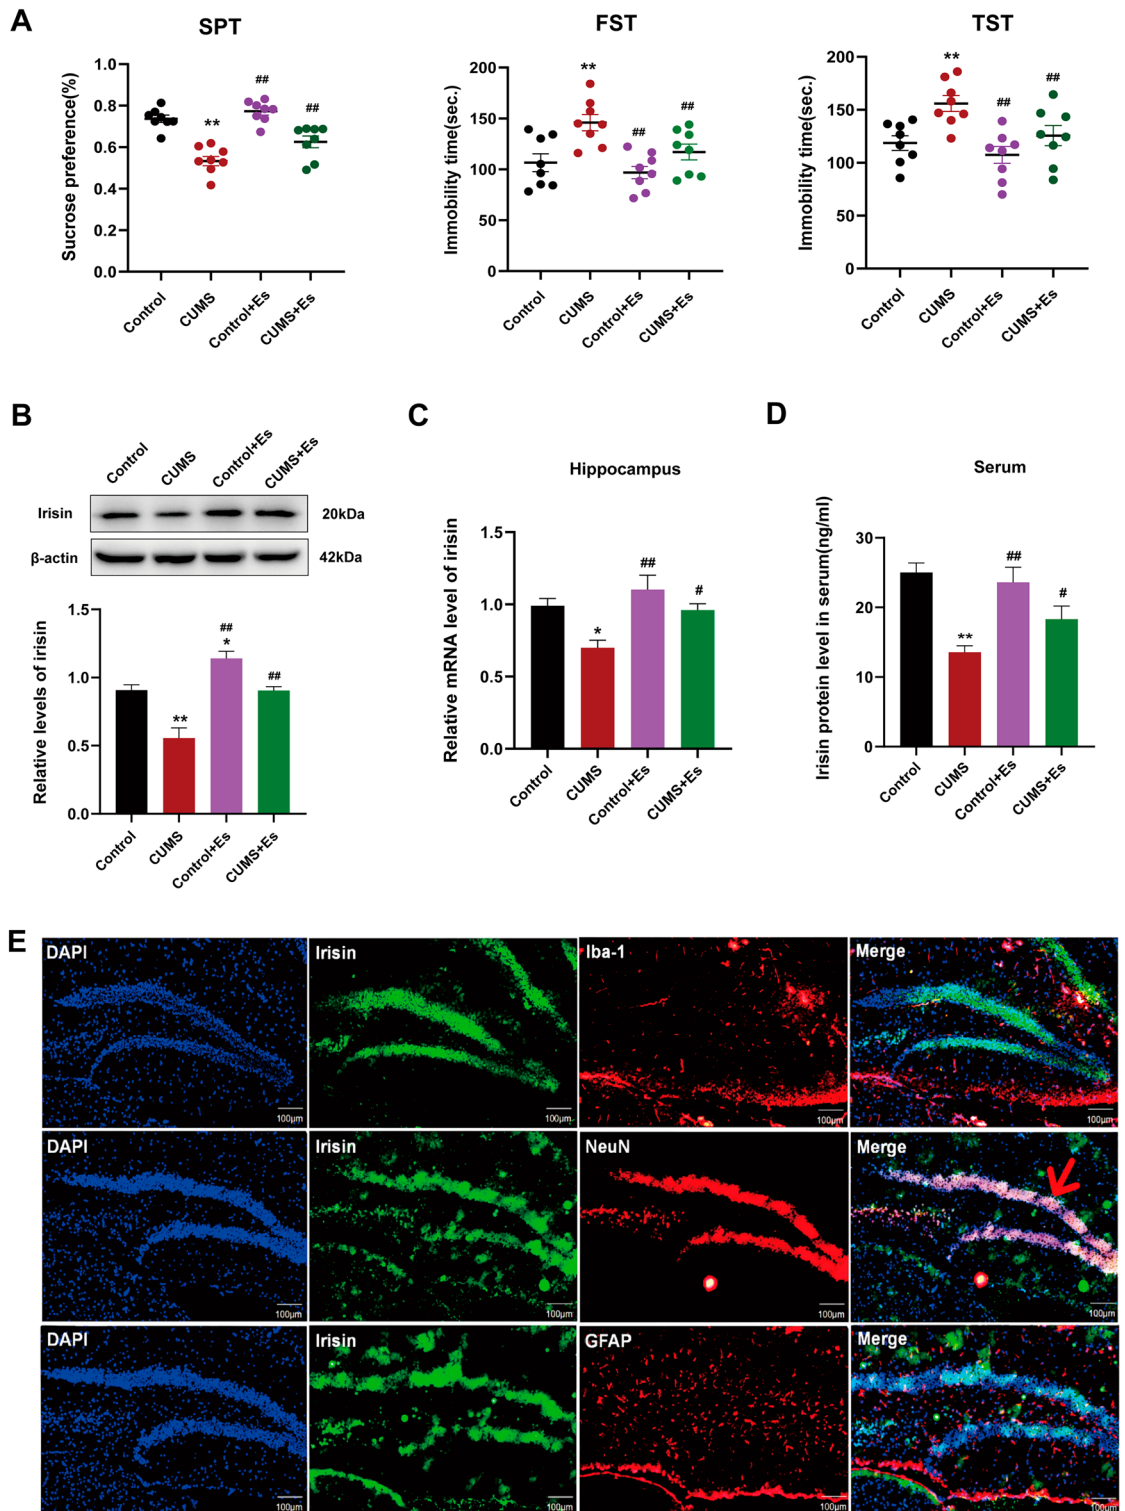 A
SPT
FST
TST
Sucrose preference(%)
1.0
0.8
0.6
0.4
0.2
0.0
**
##
##
Control
CUMS
Control+Es
CUMS+Es
Immobility time(sec.)
200
150
100
50
0
**
##
##
Control
CUMS
Control+Es
CUMS+Es
Immobility time(sec.)
200
150
100
50
0
**
##
##
Control
CUMS
Control+Es
CUMS+Es
B
Control
CUMS
Control+Es
CUMS+Es
Irisin
20kDa
β-actin
42kDa
Relative levels of irisin
1.5
1.0
0.5
0.0
**
##
*
##
Control
CUMS
Control+Es
CUMS+Es
C
Hippocampus
Relative mRNA level of irisin
1.5
1.0
0.5
0.0
*
##
#
Control
CUMS
Control+Es
CUMS+Es
D
Serum
Irisin protein level in serum(ng/ml)
30
20
10
0
**
##
#
Control
CUMS
Control+Es
CUMS+Es
E
DAPI
Irisin
Iba-1
Merge
100μm
100μm
100μm
100μm
DAPI
Irisin
NeuN
Merge
100μm
100μm
100μm
100μm
DAPI
Irisin
GFAP
Merge
100μm
100μm
100μm
100μm